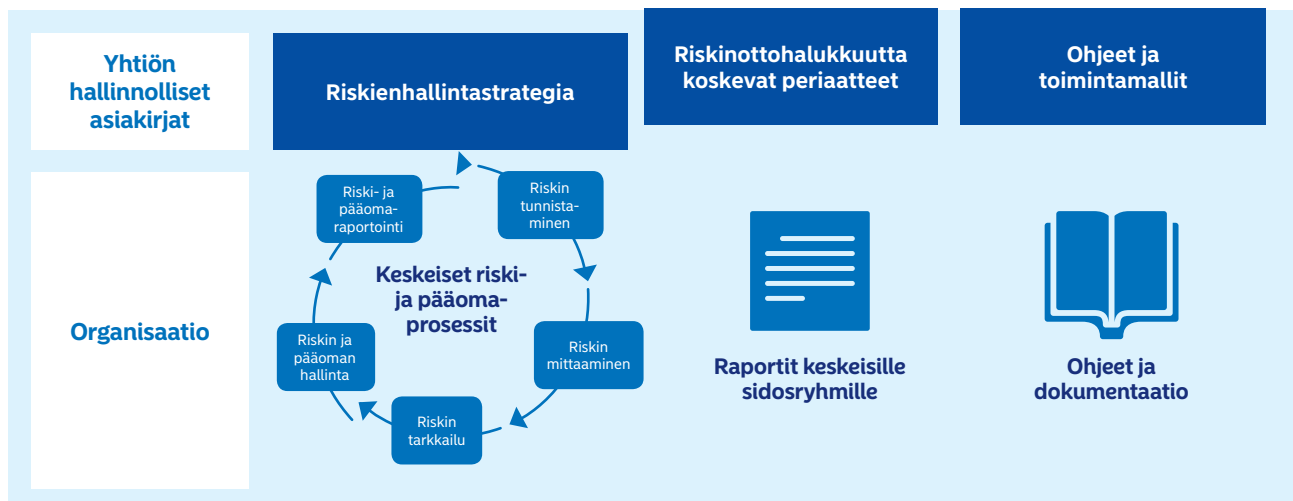 Yhtiön
hallinnolliset
asiakirjat
Riskienhallintastrategia
Riskinottohalukkuutta
koskevat periaatteet
Ohjeet ja
toimintamallit
Organisaatio
Riski- ja
pääoma-
raportointi
Riskin
tunnista-
minen
Keskeiset riski-
ja pääoma-
prosessit
Riskin ja
pääoman
hallinta
Riskin
mittaaminen
Riskin
tarkkailu
Raportit keskeisille
sidosryhmille
Ohjeet ja
dokumentaatio